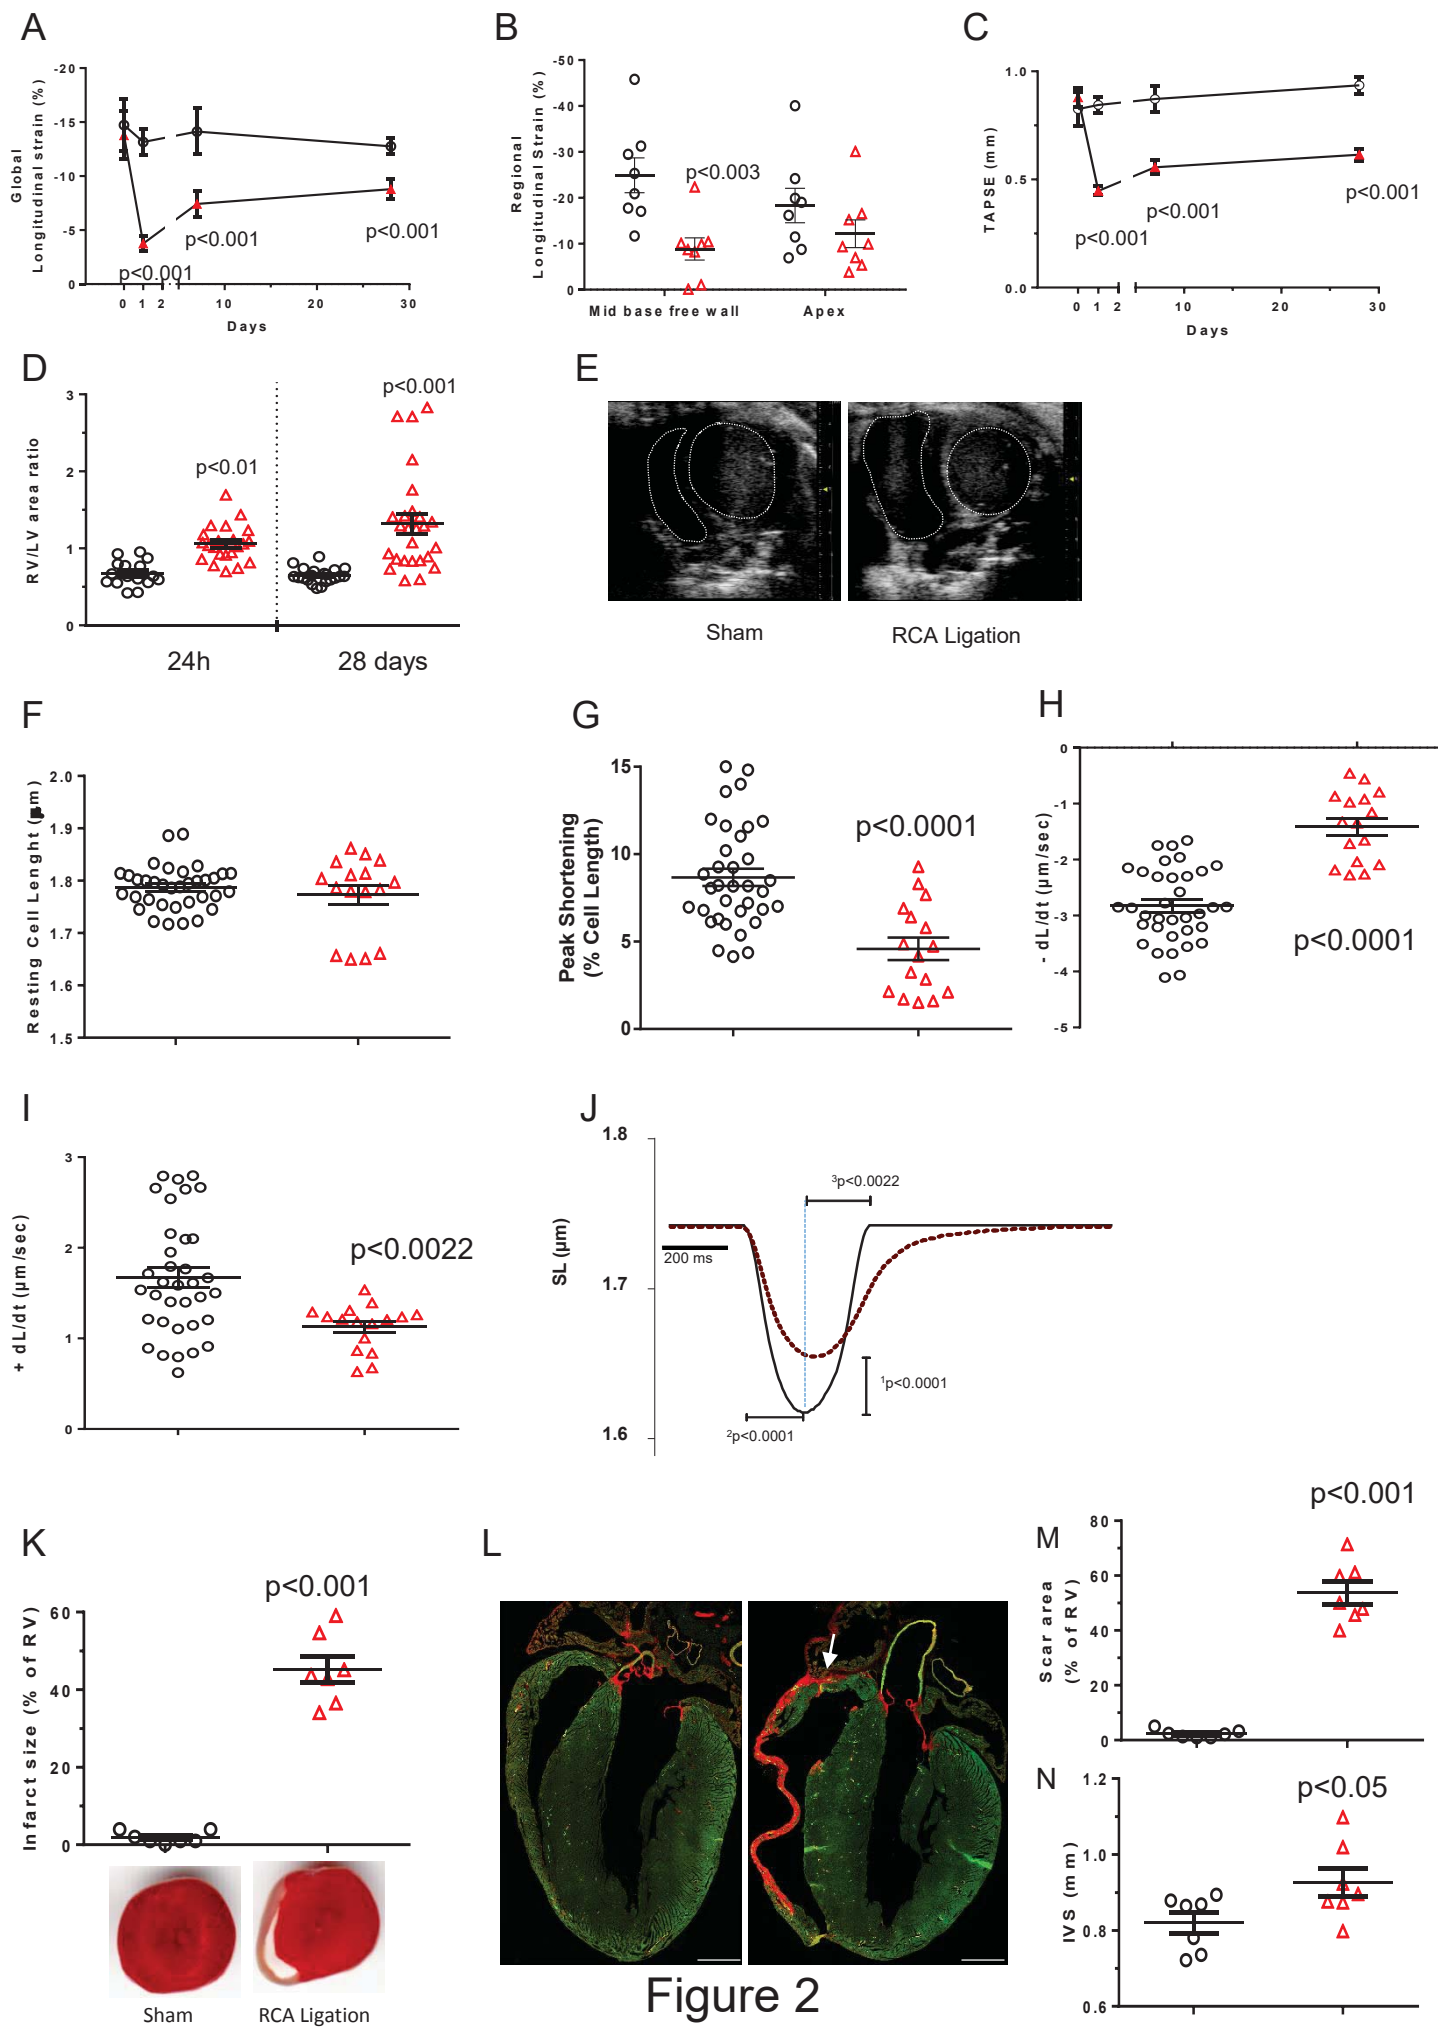 A
Global
Longitudinal strain (%)
-20
-15
-10
-5
0
p<0.001
p<0.001
p<0.001
0 1 2 10 20 30
Days
B
Regional
Longitudinal Strain (%)
-50
-40
-30
-20
-10
0
p<0.003
Mid base free wall
Apex
C
TAPSE (mm)
1.0
0.5
0.0
p<0.001
p<0.001
p<0.001
0 1 2 10 20 30
Days
D
RV/LV area ratio
3
2
1
0
p<0.01
p<0.001
24h
28 days
E
Sham
RCA Ligation
F
Resting Cell Lenght (μm)
2.0
1.9
1.8
1.7
1.6
1.5
G
Peak Shortening
(% Cell Length)
15
10
5
0
p<0.0001
H
- dL/dt (μm/sec)
0
-1
-2
-3
-4
-5
p<0.0001
I
+ dL/dt (μm/sec)
3
2
1
0
p<0.0022
J
SL (μm)
1.8
1.7
1.6
200 ms
³p<0.0022
¹p<0.0001
²p<0.0001
K
Infarct size (% of RV)
60
40
20
0
p<0.001
Sham
RCA Ligation
L
M
Scar area
(% of RV)
80
60
40
20
0
p<0.001
N
IVS (mm)
1.2
1.0
0.8
0.6
p<0.05
Figure 2